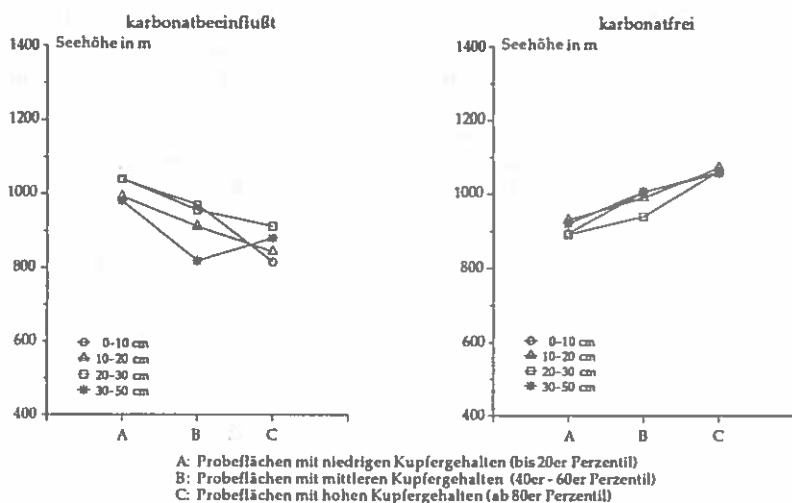 karbonatbeeinflußt
Seehöhe in m
1400
1200
1000
800
600
400
0-10 cm
10-20 cm
20-30 cm
30-50 cm
A B C
karbonatfrei
Seehöhe in m
1400
1200
1000
800
600
400
0-10 cm
10-20 cm
20-30 cm
30-50 cm
A B C
A: Probeflächen mit niedrigen Kupfergehalten (bis 20er Perzentil)
B: Probeflächen mit mittleren Kupfergehalten (40er - 60er Perzentil)
C: Probeflächen mit hohen Kupfergehalten (ab 80er Perzentil)